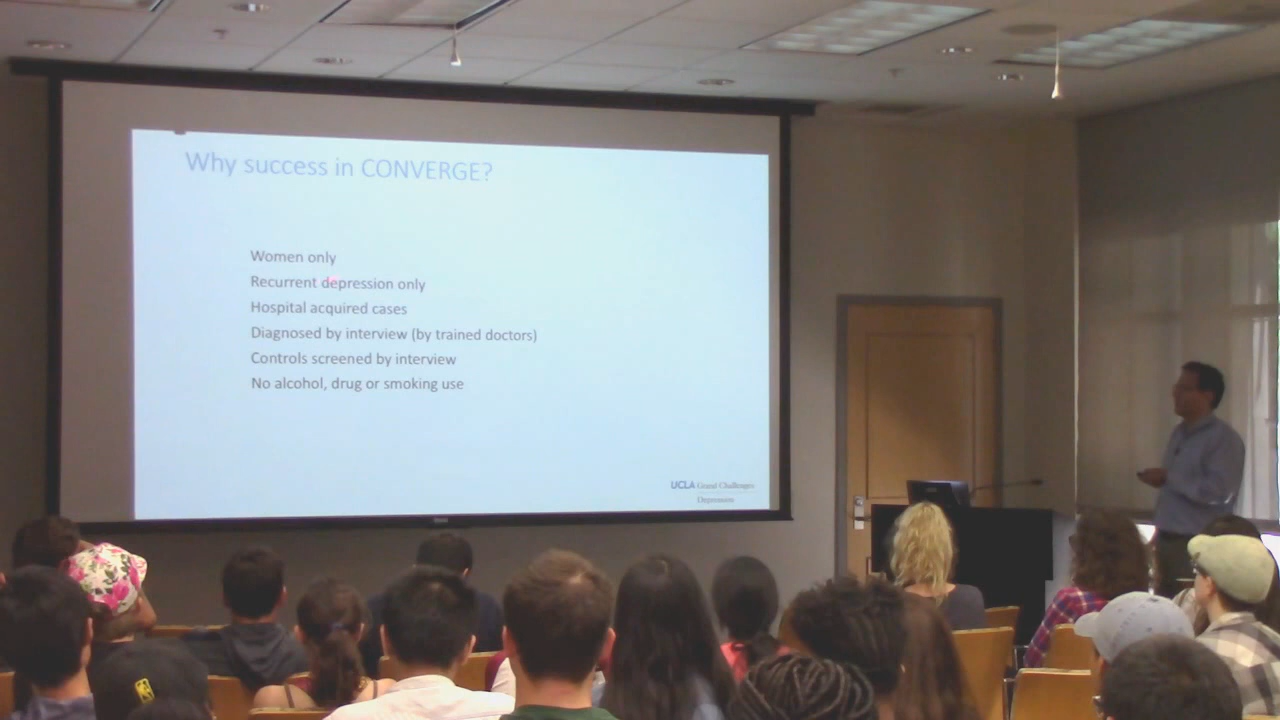 Why success in CONVERGE?
Women only
Recurrent depression only
Hospital acquired cases
Diagnosed by interview (by trained doctors)
Controls screened by interview
No alcohol, drug or smoking use
UCLA Grand Challenges
Depression